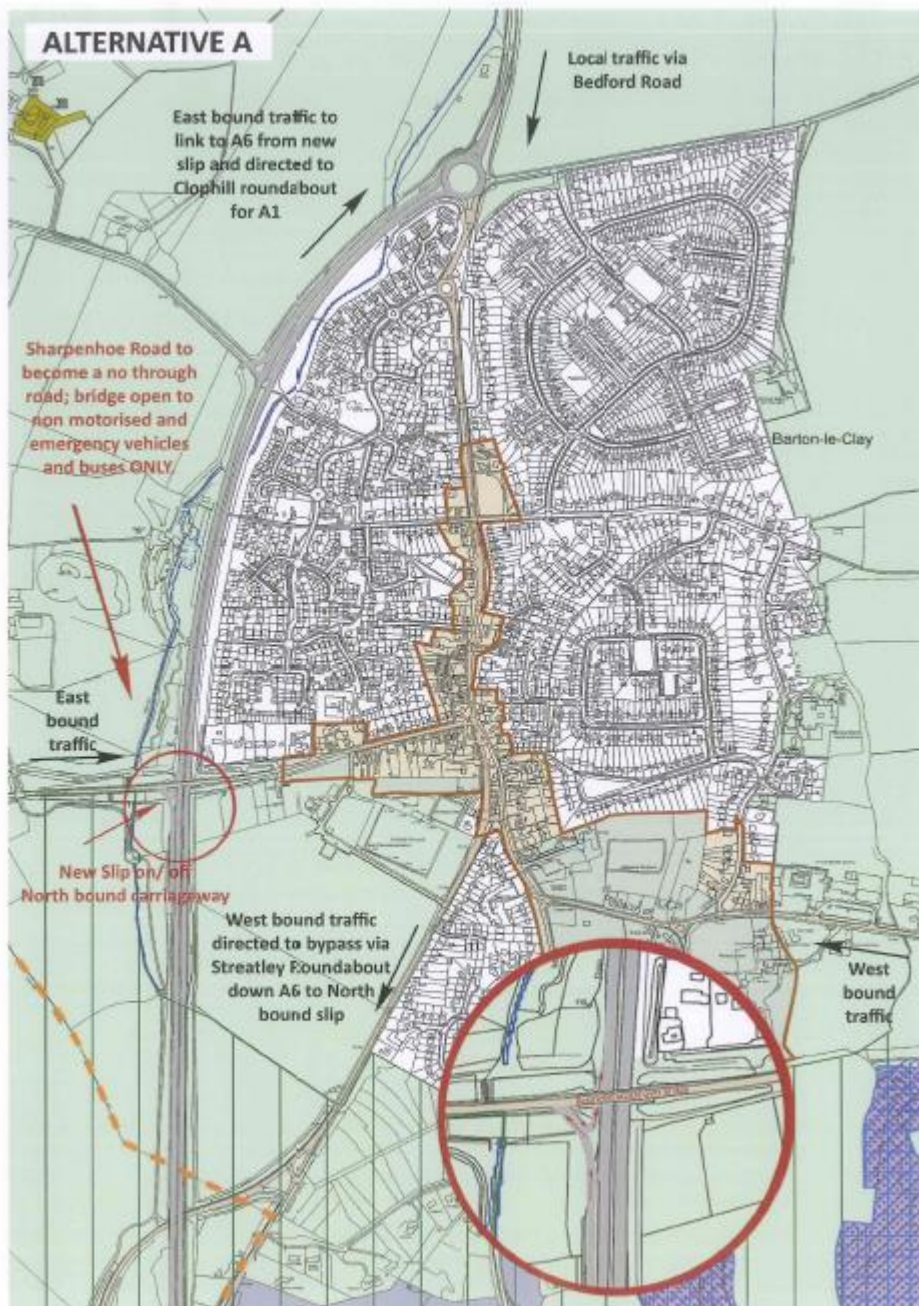 ALTERNATIVE A
Local traffic via
Bedford Road
East bound traffic to
link to A6 from new
slip and directed to
Clophill roundabout
for A1
Sharpenhoe Road to
become a no through
road; bridge open to
non motorised and
emergency vehicles
and buses ONLY.
Barton-le-Clay
East
bound
traffic
New Slip on/ off
North bound carriageway
West bound traffic
directed to bypass via
Streatley Roundabout
down A6 to North
bound slip
West
bound
traffic